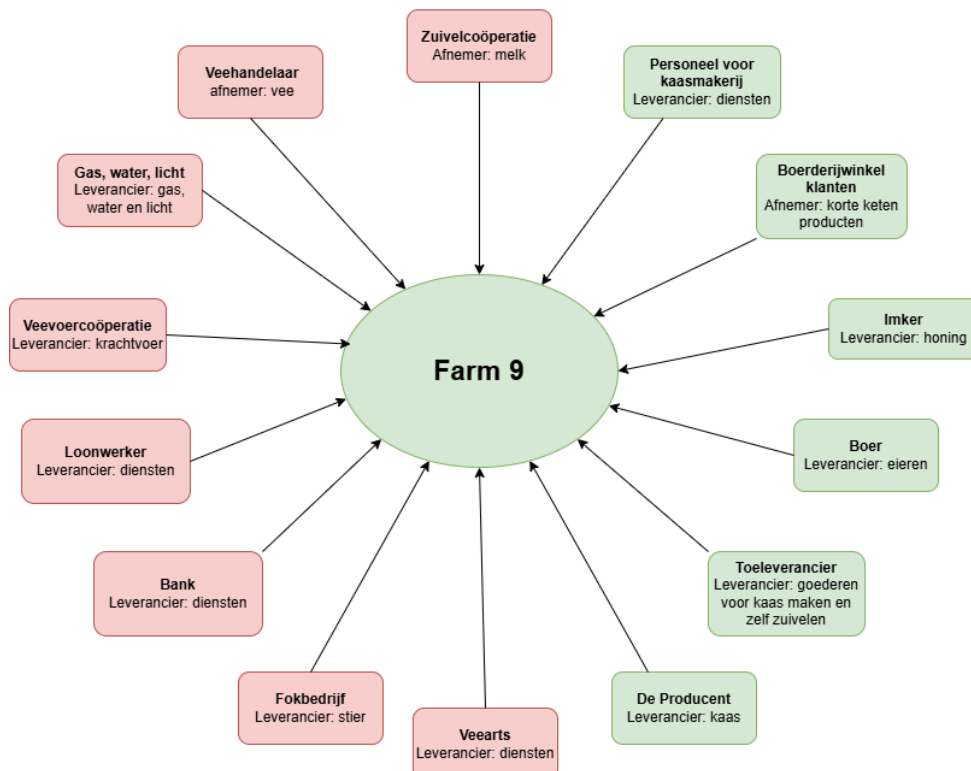 Zuivelcoöperatie
Afnemer: melk
Veehandelaar
afnemer: vee
Personeel voor
kaasmakerij
Leverancier: diensten
Gas, water, licht
Leverancier: gas,
water en licht
Boerderijwinkel
klanten
Afnemer: korte keten
producten
Veevoercoöperatie
Leverancier: krachtvoer
Farm 9
Imker
Leverancier: honing
Loonwerker
Leverancier: diensten
Boer
Leverancier: eieren
Bank
Leverancier: diensten
Toeleverancier
Leverancier: goederen
voor kaas maken en
zelf zuivelen
Fokbedrijf
Leverancier: stier
Veearts
Leverancier: diensten
De Producent
Leverancier: kaas